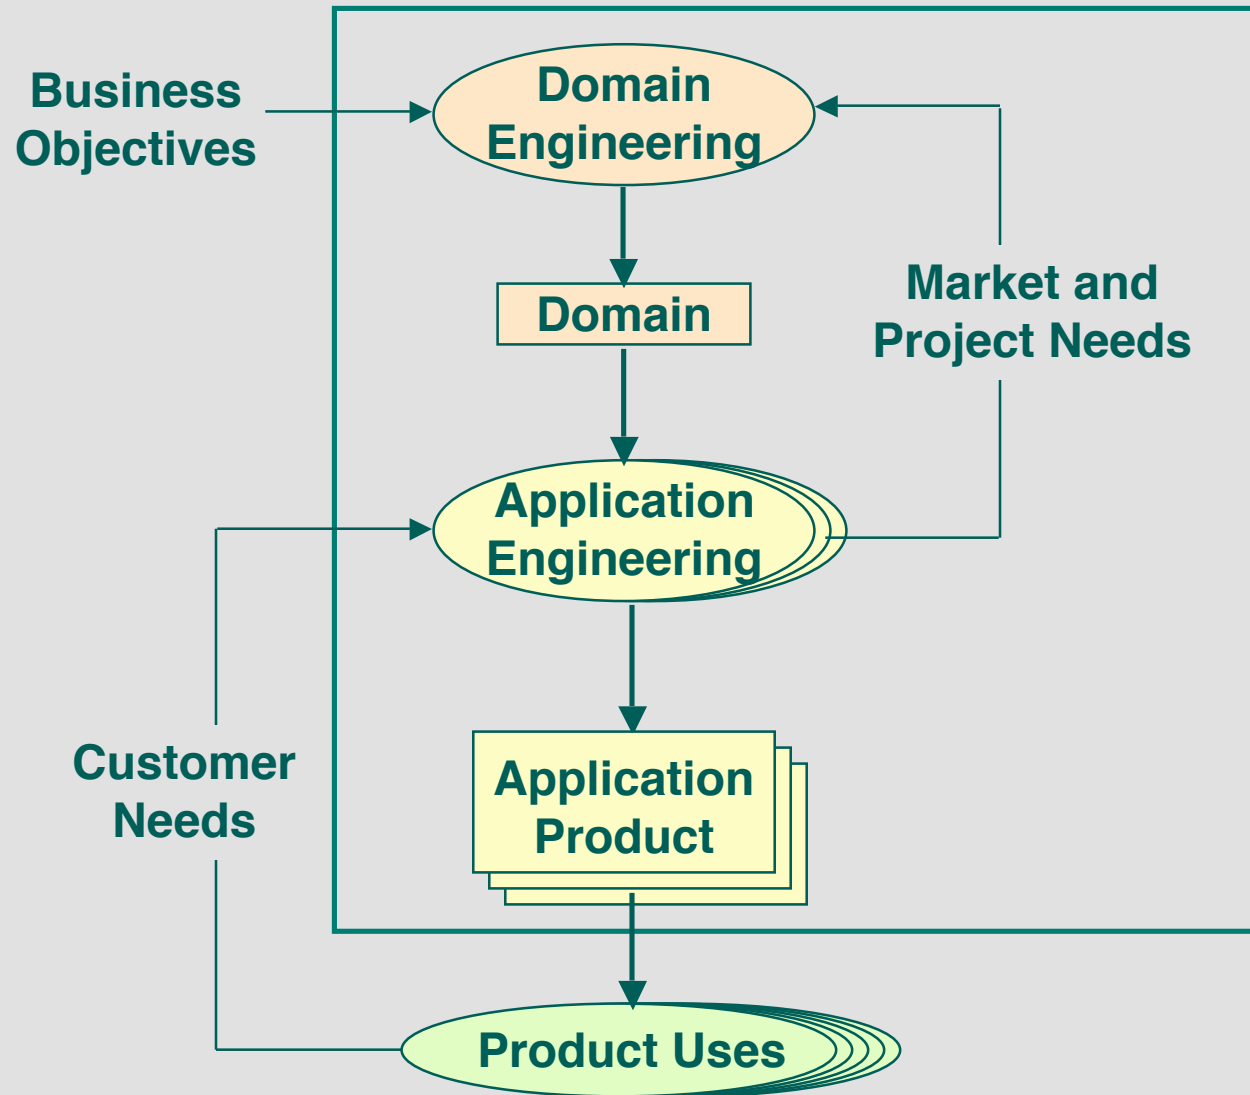 Business
Objectives
Domain
Engineering
Domain
Market and
Project Needs
Application
Engineering
Customer
Needs
Application
Product
Product Uses